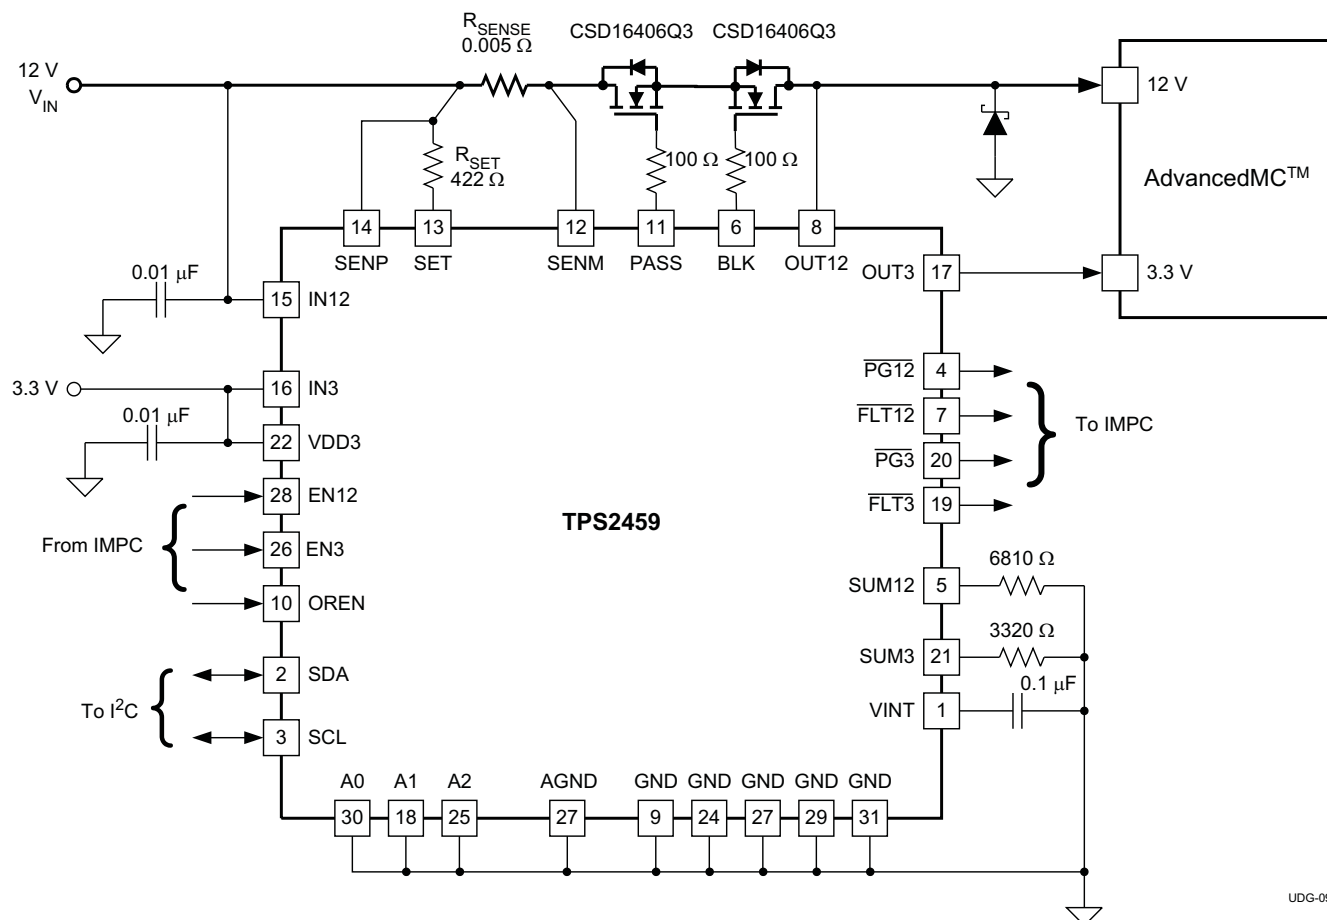 R_SENSE
0.005 Ω
CSD16406Q3 CSD16406Q3
12 V
V_IN
12 V
R_SET
422 Ω
100 Ω 100 Ω
AdvancedMC™
14 13 12 11 6 8
SENP SET SENM PASS BLK OUT12
OUT3 17 3.3 V
0.01 μF
15 IN12
3.3 V 16 IN3
0.01 μF
22 VDD3
PG12 4
FLT12 7
To IMPC
PG3 20
FLT3 19
28 EN12
From IMPC
26 EN3
10 OREN
TPS2459
6810 Ω
SUM12 5
3320 Ω
SUM3 21
0.1 μF
VINT 1
2 SDA
To I²C
3 SCL
A0 A1 A2 AGND GND GND GND GND GND
30 18 25 27 9 24 27 29 31
UDG-09